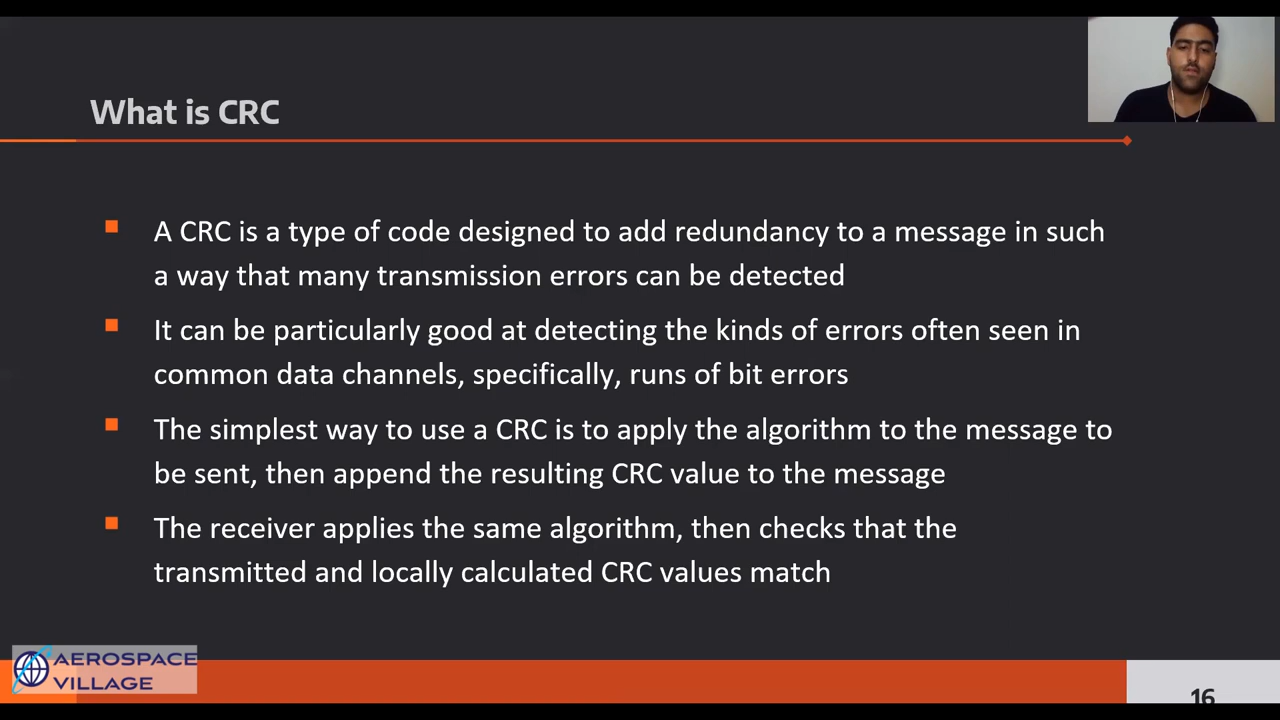 What is CRC
A CRC is a type of code designed to add redundancy to a message in such
a way that many transmission errors can be detected
It can be particularly good at detecting the kinds of errors often seen in
common data channels, specifically, runs of bit errors
The simplest way to use a CRC is to apply the algorithm to the message to
be sent, then append the resulting CRC value to the message
The receiver applies the same algorithm, then checks that the
transmitted and locally calculated CRC values match
AEROSPACE
VILLAGE
16